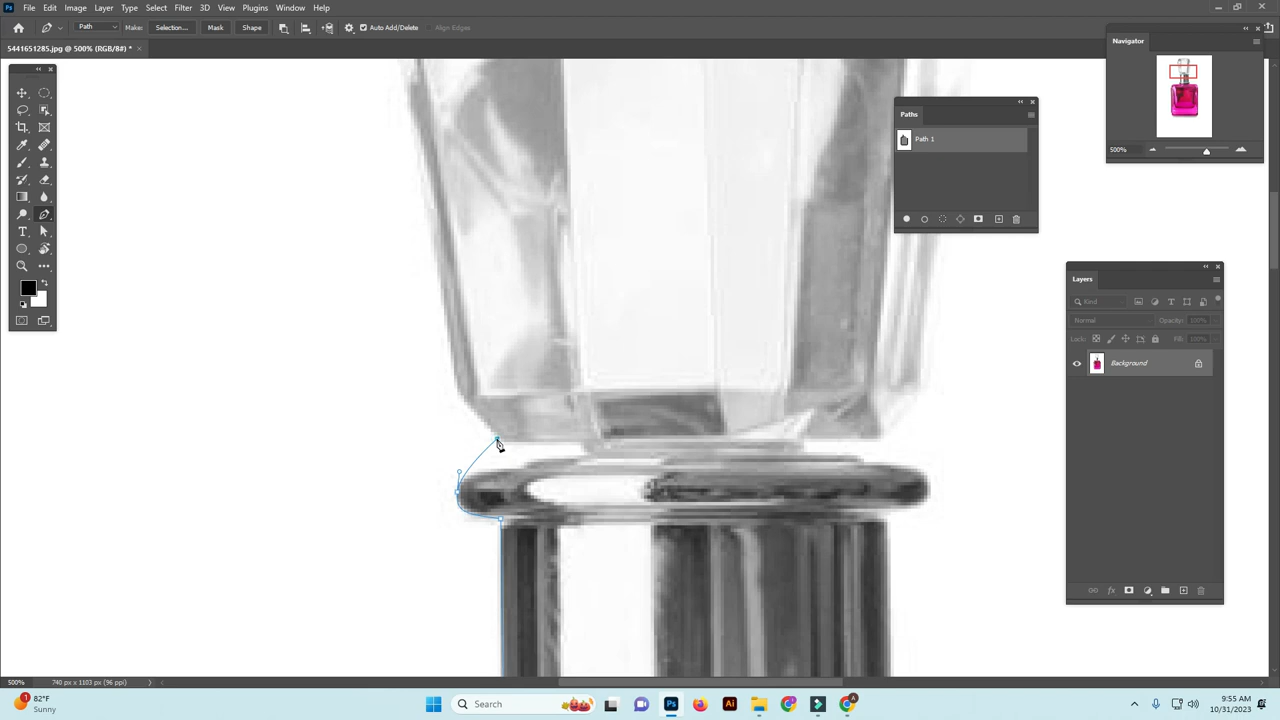 File Edit Image Layer Type Select Filter 3D View Plugins Window Help
Path Make: Selection... Mask Shape Auto Add/Delete Align Edges
5441651285.jpg @ 500% (RGB/8#) *
Navigator
500%
Paths
Path 1
Layers
Kind
Normal Opacity: 100%
Lock: Fill: 100%
Background
fx
500% 740 px x 1103 px (96 ppi)
82°F
Sunny
Search
9:55 AM
10/31/2023